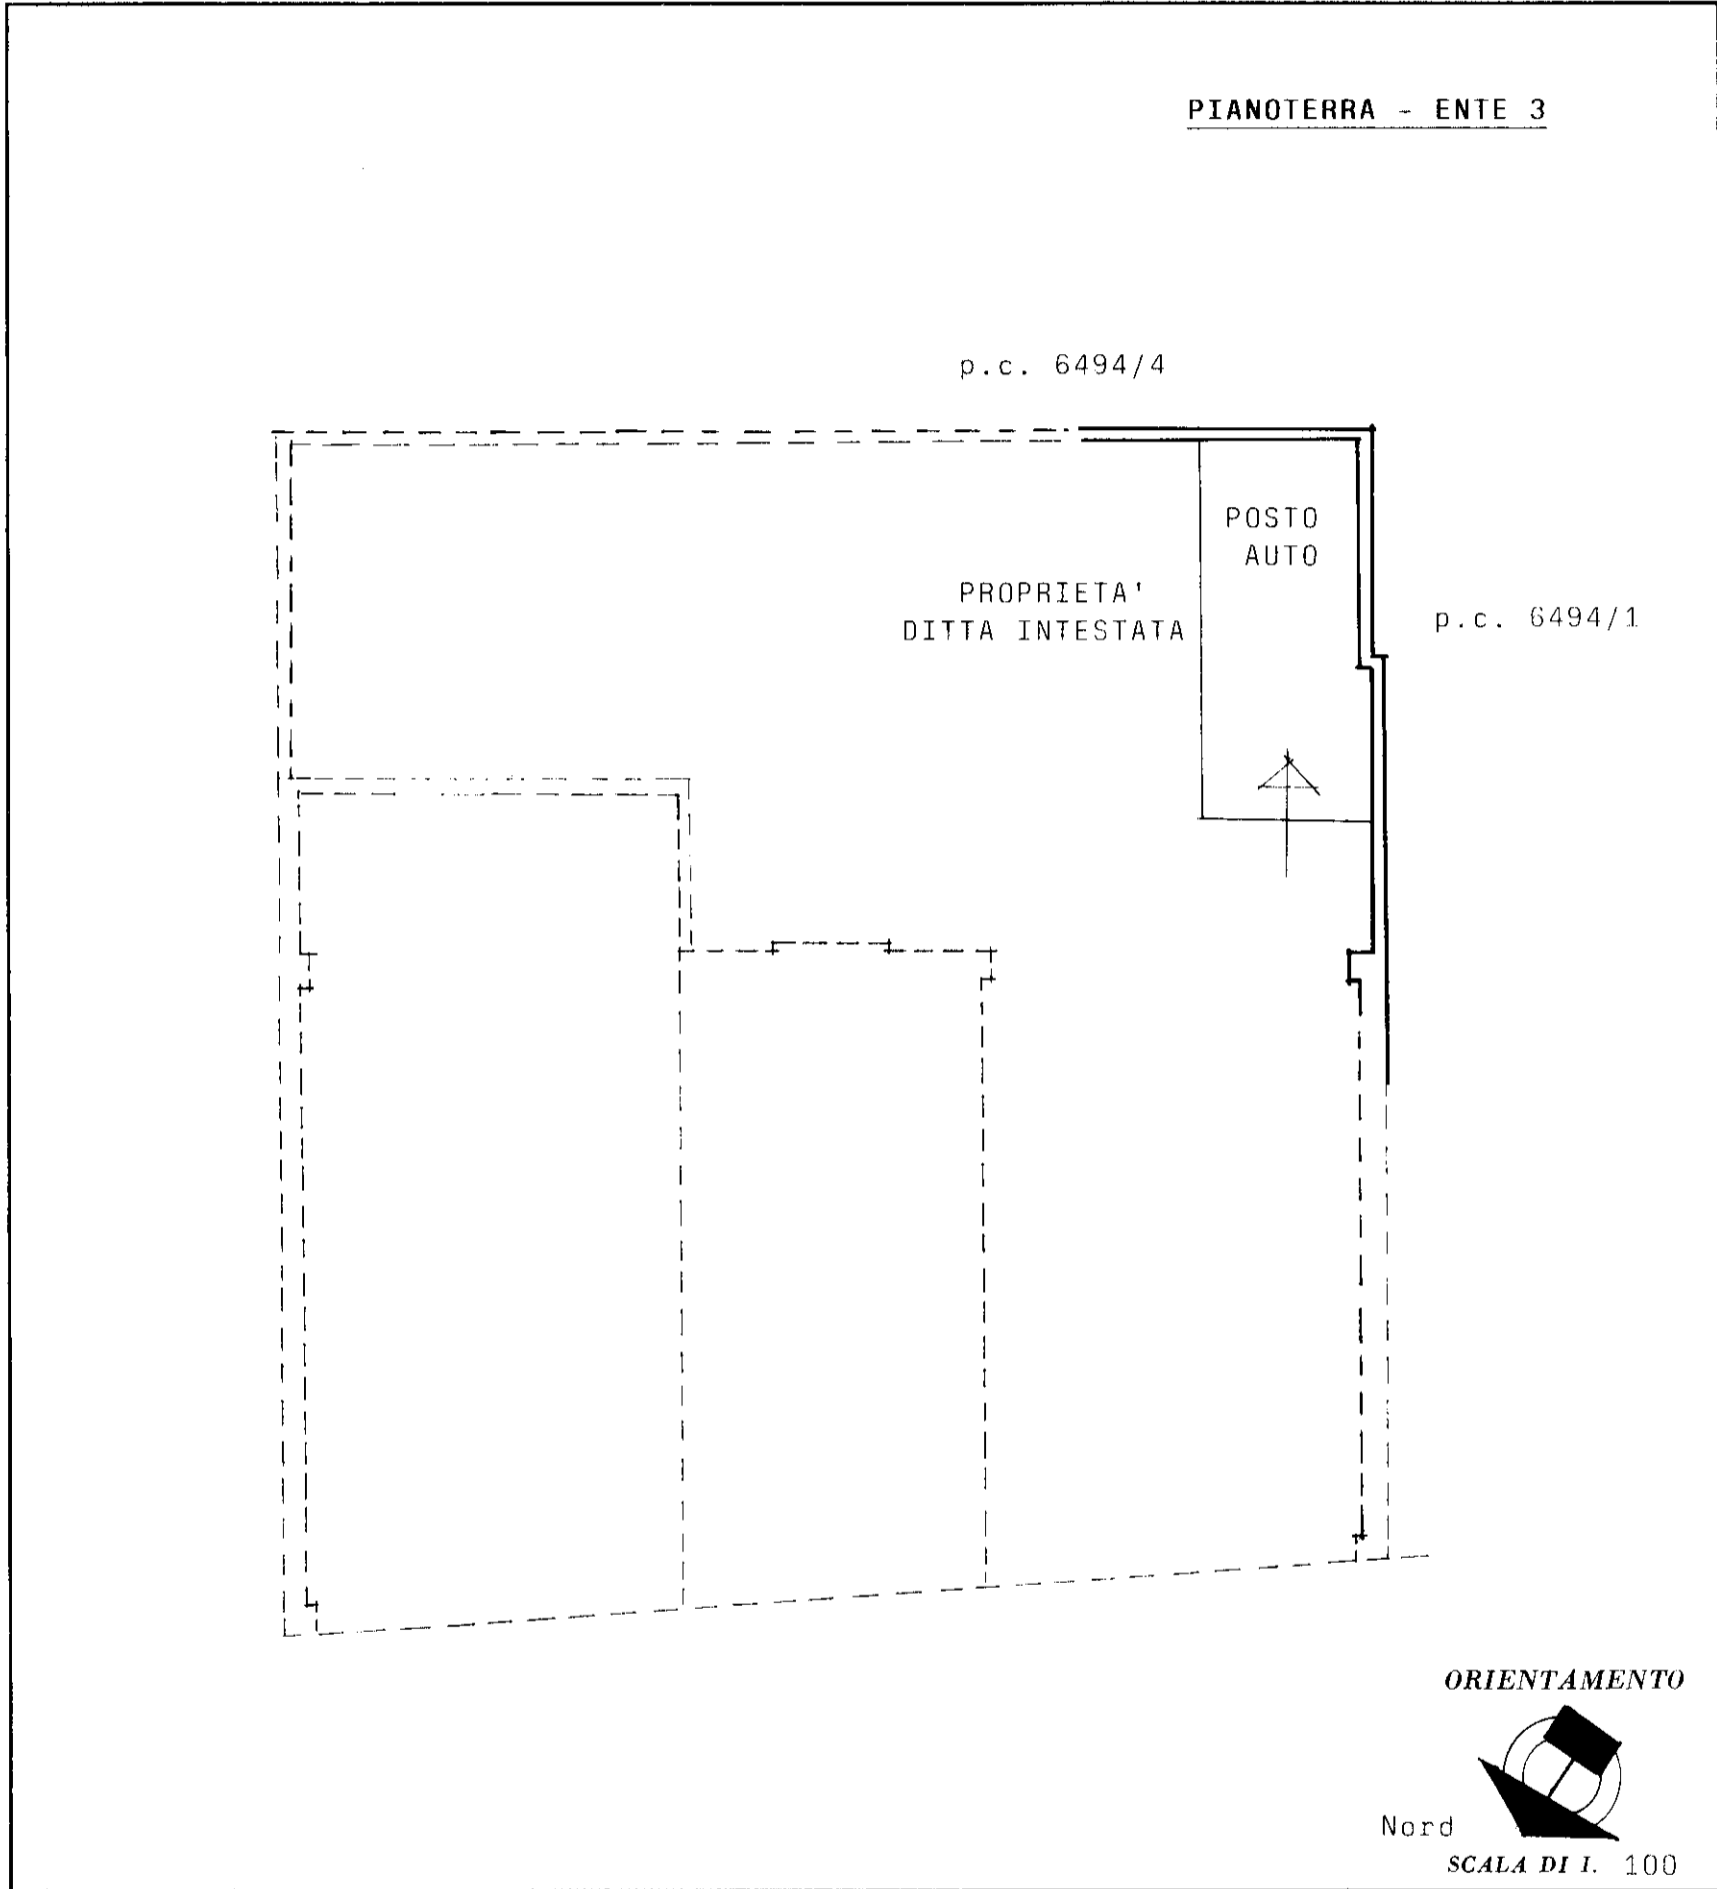 PIANOTERRA - ENTE 3
p.c. 6494/4
POSTO
AUTO
PROPRIETA'
DITTA INTESTATA
p.c. 6494/1
ORIENTAMENTO
Nord
SCALA DI I. 100